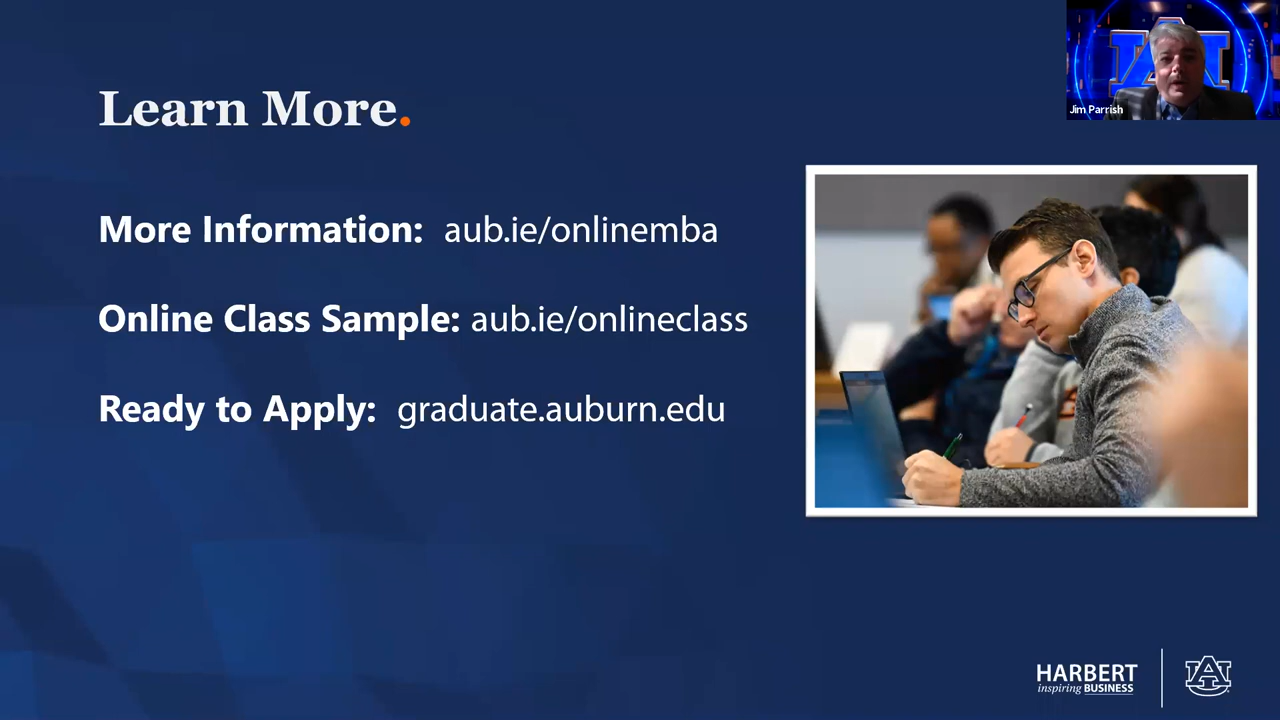 Learn More.
Jim Parrish
More Information: aub.ie/onlinemba
Online Class Sample: aub.ie/onlineclass
Ready to Apply: graduate.auburn.edu
HARBERT
inspiring BUSINESS
AU